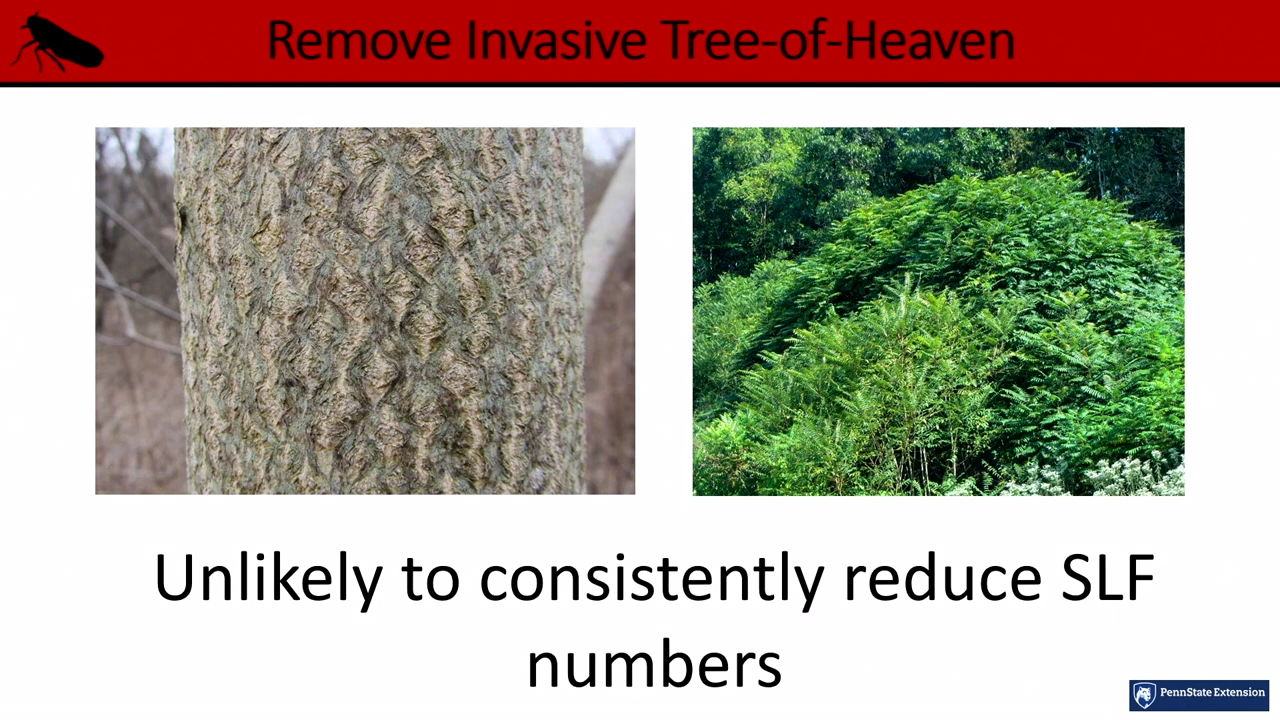 Remove Invasive Tree-of-Heaven
Unlikely to consistently reduce SLF
numbers
PennState Extension